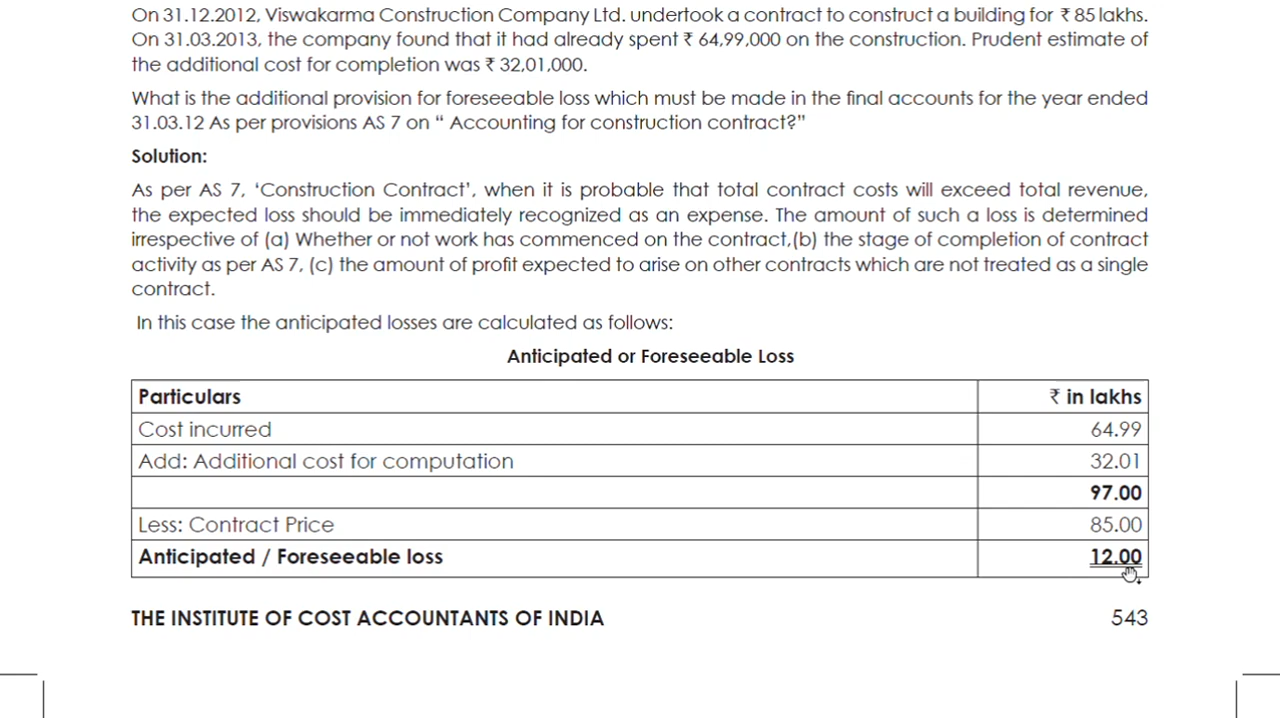 On 31.12.2012, Viswakarma Construction Company Ltd. undertook a contract to construct a building for ₹ 85 lakhs.
On 31.03.2013, the company found that it had already spent ₹ 64,99,000 on the construction. Prudent estimate of
the additional cost for completion was ₹ 32,01,000.
What is the additional provision for foreseeable loss which must be made in the final accounts for the year ended
31.03.12 As per provisions AS 7 on “ Accounting for construction contract?”
Solution:
As per AS 7, ‘Construction Contract’, when it is probable that total contract costs will exceed total revenue,
the expected loss should be immediately recognized as an expense. The amount of such a loss is determined
irrespective of (a) Whether or not work has commenced on the contract,(b) the stage of completion of contract
activity as per AS 7, (c) the amount of profit expected to arise on other contracts which are not treated as a single
contract.
In this case the anticipated losses are calculated as follows:
Anticipated or Foreseeable Loss
Particulars ₹ in lakhs
Cost incurred 64.99
Add: Additional cost for computation 32.01
97.00
Less: Contract Price 85.00
Anticipated / Foreseeable loss 12.00
THE INSTITUTE OF COST ACCOUNTANTS OF INDIA 543